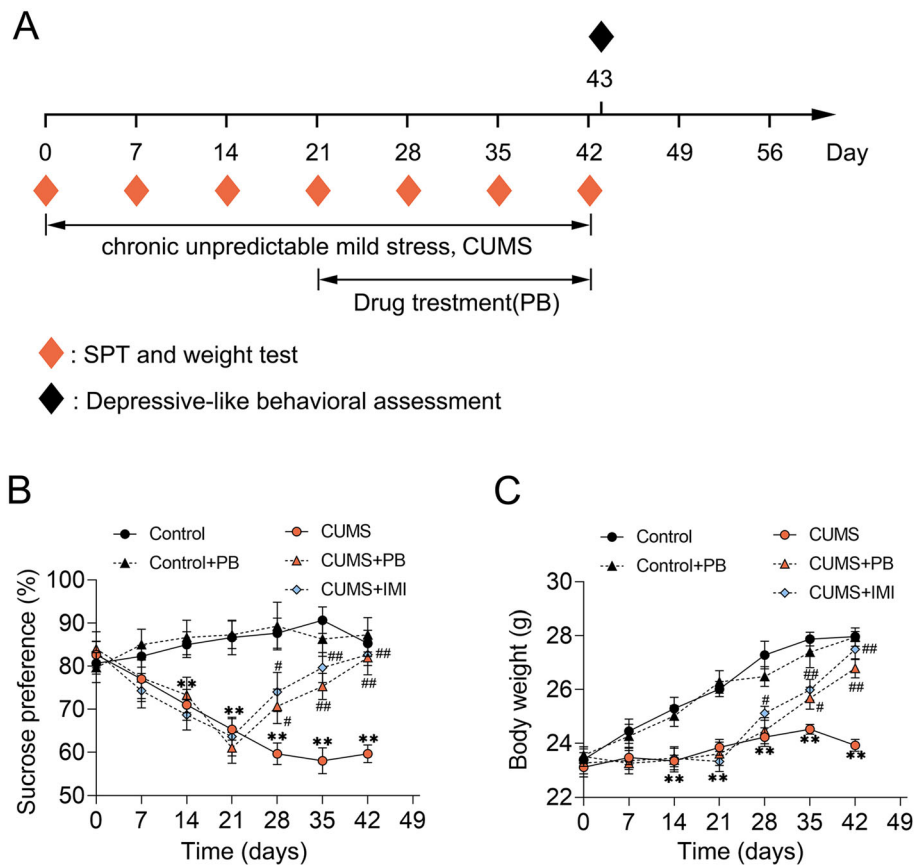 A
43
0 7 14 21 28 35 42 49 56 Day
chronic unpredictable mild stress, CUMS
Drug trestment(PB)
: SPT and weight test
: Depressive-like behavioral assessment
B
Control
Control+PB
CUMS
CUMS+PB
CUMS+IMI
Sucrose preference (%)
100
90
80
70
60
50
** ** ** ** **
# ## ##
# ## ##
0 7 14 21 28 35 42 49
Time (days)
C
Control
Control+PB
CUMS
CUMS+PB
CUMS+IMI
Body weight (g)
28
26
24
22
# ## ##
# ##
** ** ** ** **
0 7 14 21 28 35 42 49
Time (days)